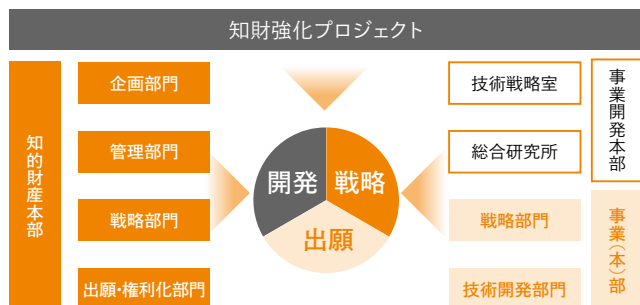 知財強化プロジェクト
知的財産本部
企画部門
管理部門
戦略部門
出願・権利化部門
開発
戦略
出願
技術戦略室
総合研究所
戦略部門
技術開発部門
事業開発本部
事業(本)部